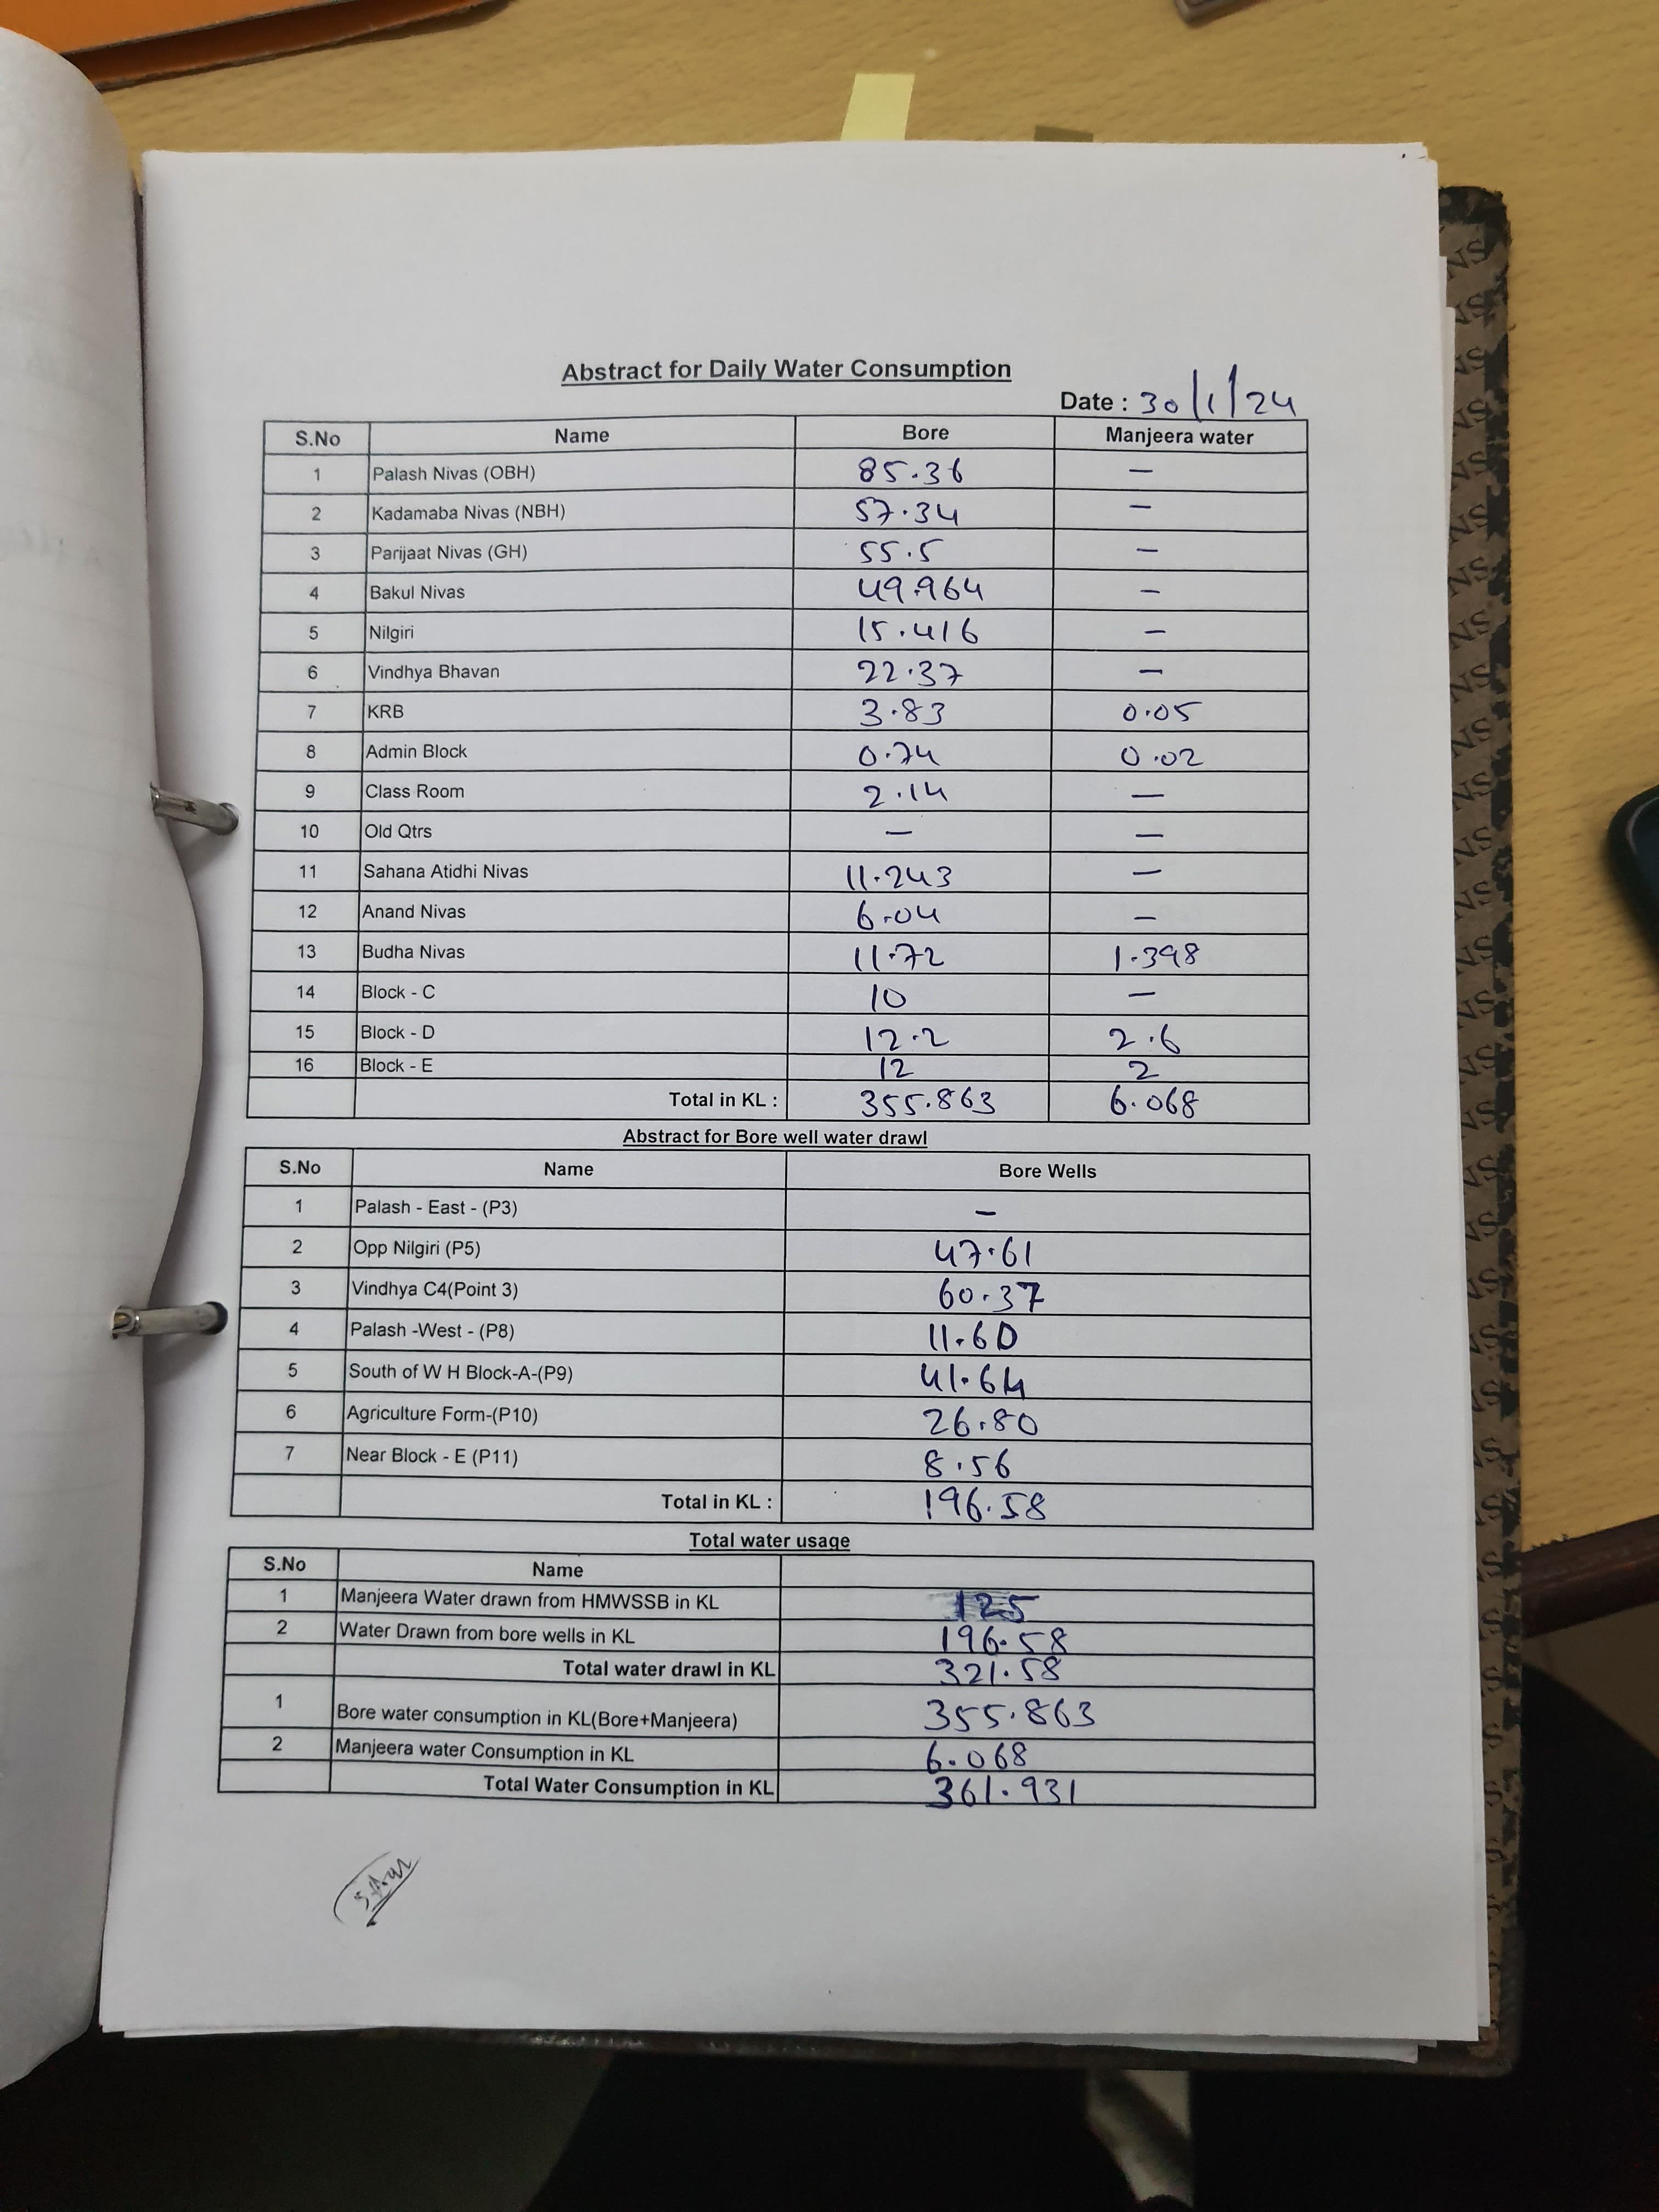 Abstract for Daily Water Consumption
Date : 30/1/24
S.No Name Bore Manjeera water
1 Palash Nivas (OBH) 85.36 —
2 Kadamaba Nivas (NBH) 57.34 —
3 Parijaat Nivas (GH) 55.5 —
4 Bakul Nivas 49.964 —
5 Nilgiri 15.416 —
6 Vindhya Bhavan 22.37 —
7 KRB 3.83 0.05
8 Admin Block 0.74 0.02
9 Class Room 2.14 —
10 Old Qtrs — —
11 Sahana Atidhi Nivas 11.243 —
12 Anand Nivas 6.04 —
13 Budha Nivas 11.72 1.398
14 Block - C 10 —
15 Block - D 12.2 2.6
16 Block - E 12 2
Total in KL : 355.863 6.068
Abstract for Bore well water drawl
S.No Name Bore Wells
1 Palash - East - (P3) —
2 Opp Nilgiri (P5) 47.61
3 Vindhya C4(Point 3) 60.37
4 Palash -West - (P8) 11.60
5 South of W H Block-A-(P9) 41.64
6 Agriculture Form-(P10) 26.80
7 Near Block - E (P11) 8.56
Total in KL : 196.58
Total water usage
S.No Name
1 Manjeera Water drawn from HMWSSB in KL 125
2 Water Drawn from bore wells in KL 196.58
Total water drawl in KL 321.58
1 Bore water consumption in KL(Bore+Manjeera) 355.863
2 Manjeera water Consumption in KL 6.068
Total Water Consumption in KL 361.931